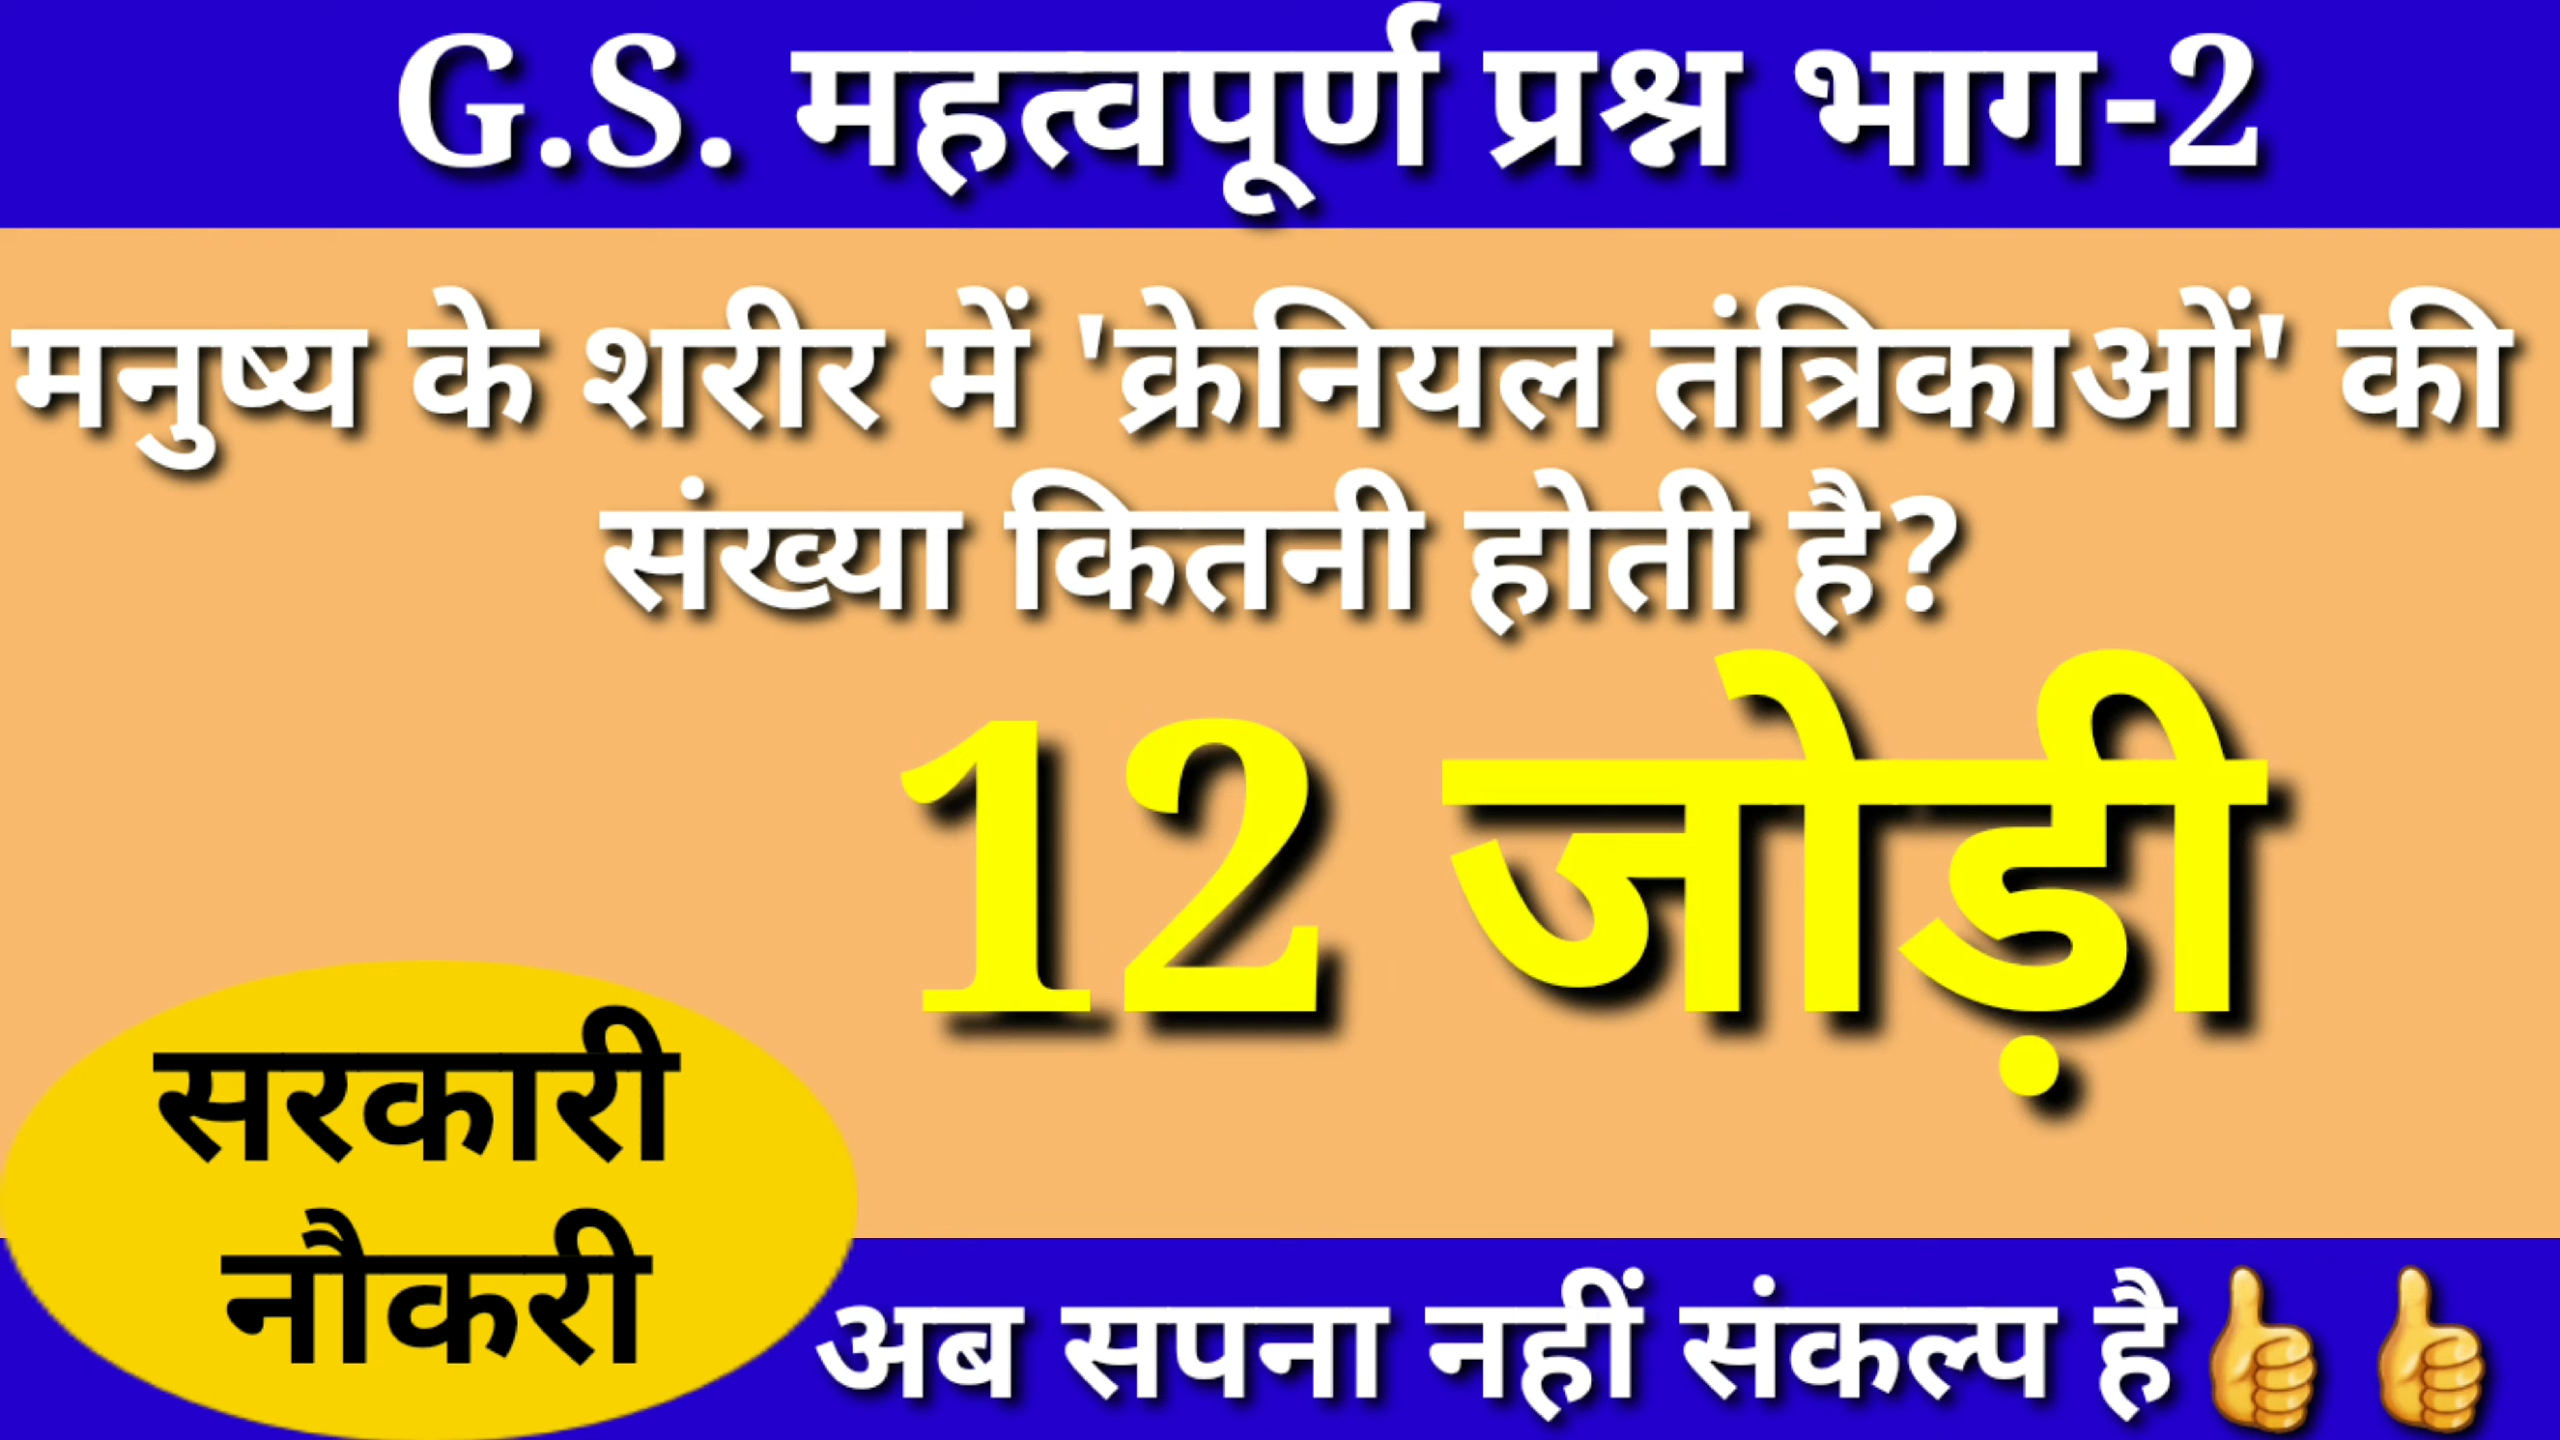 G.S. महत्वपूर्ण प्रश्न भाग-2
मनुष्य के शरीर में 'क्रेनियल तंत्रिकाओं' की
संख्या कितनी होती है?
12 जोड़ी
सरकारी
नौकरी
अब सपना नहीं संकल्प है👍 👍